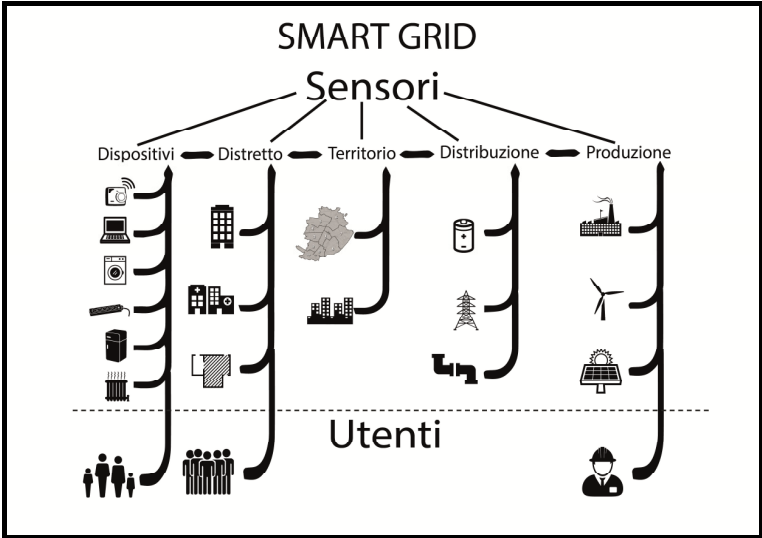 SMART GRID
Sensori
Dispositivi Distretto Territorio Distribuzione Produzione
Utenti